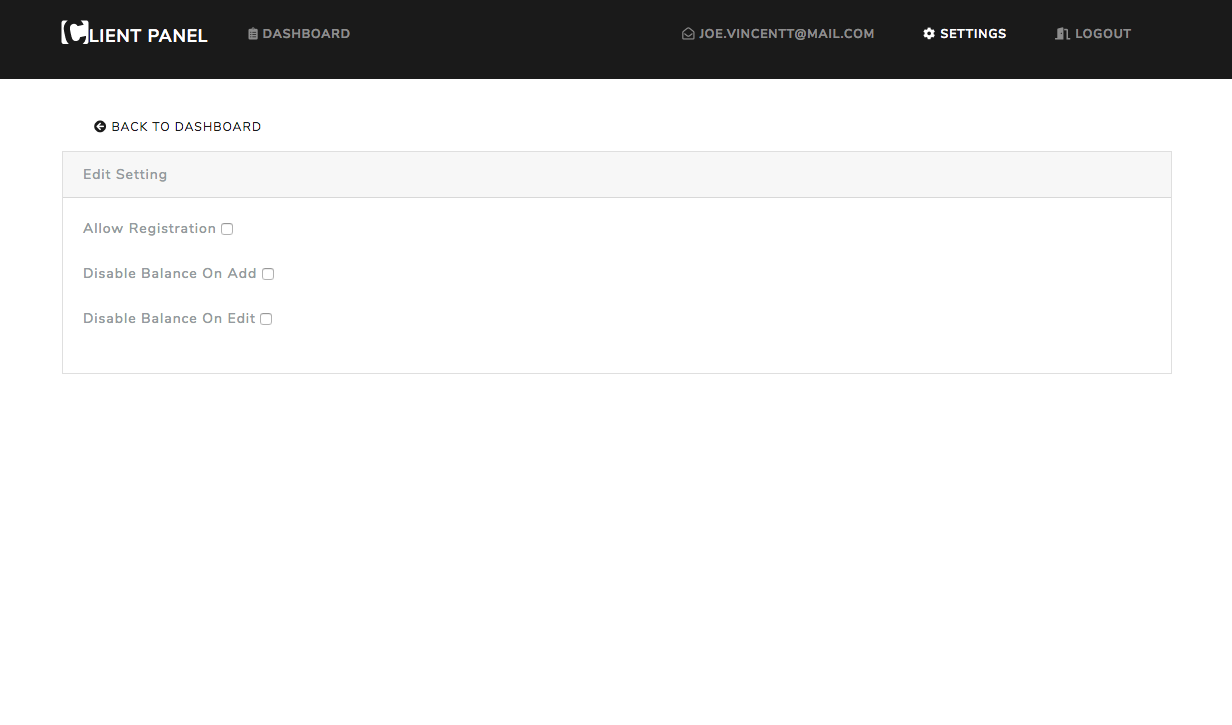 CLIENT PANEL DASHBOARD JOE.VINCENTT@MAIL.COM SETTINGS LOGOUT
BACK TO DASHBOARD
Edit Setting
Allow Registration
Disable Balance On Add
Disable Balance On Edit